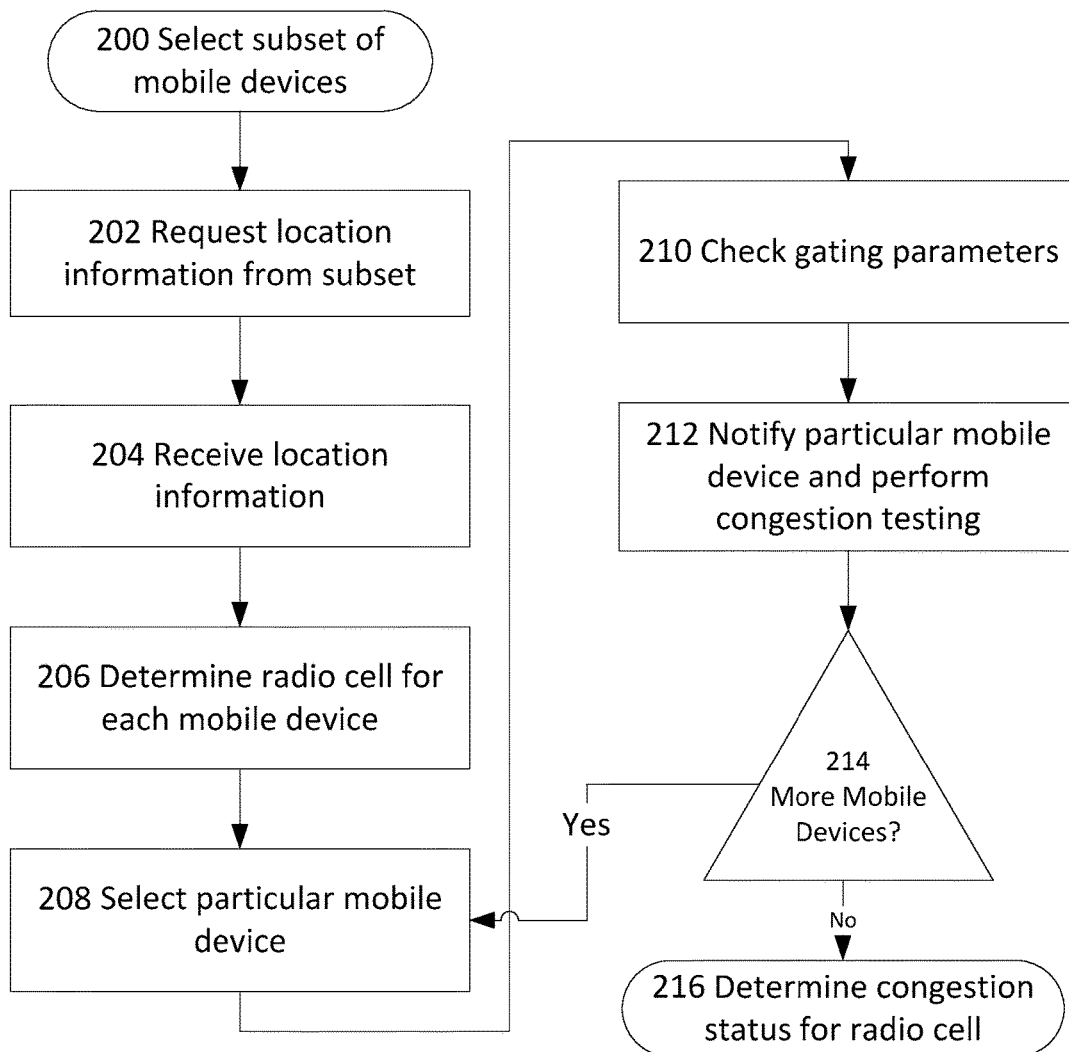 200 Select subset of
mobile devices
202 Request location
information from subset
204 Receive location
information
206 Determine radio cell for
each mobile device
208 Select particular mobile
device
210 Check gating parameters
212 Notify particular mobile
device and perform
congestion testing
214
More Mobile
Devices?
Yes
No
216 Determine congestion
status for radio cell